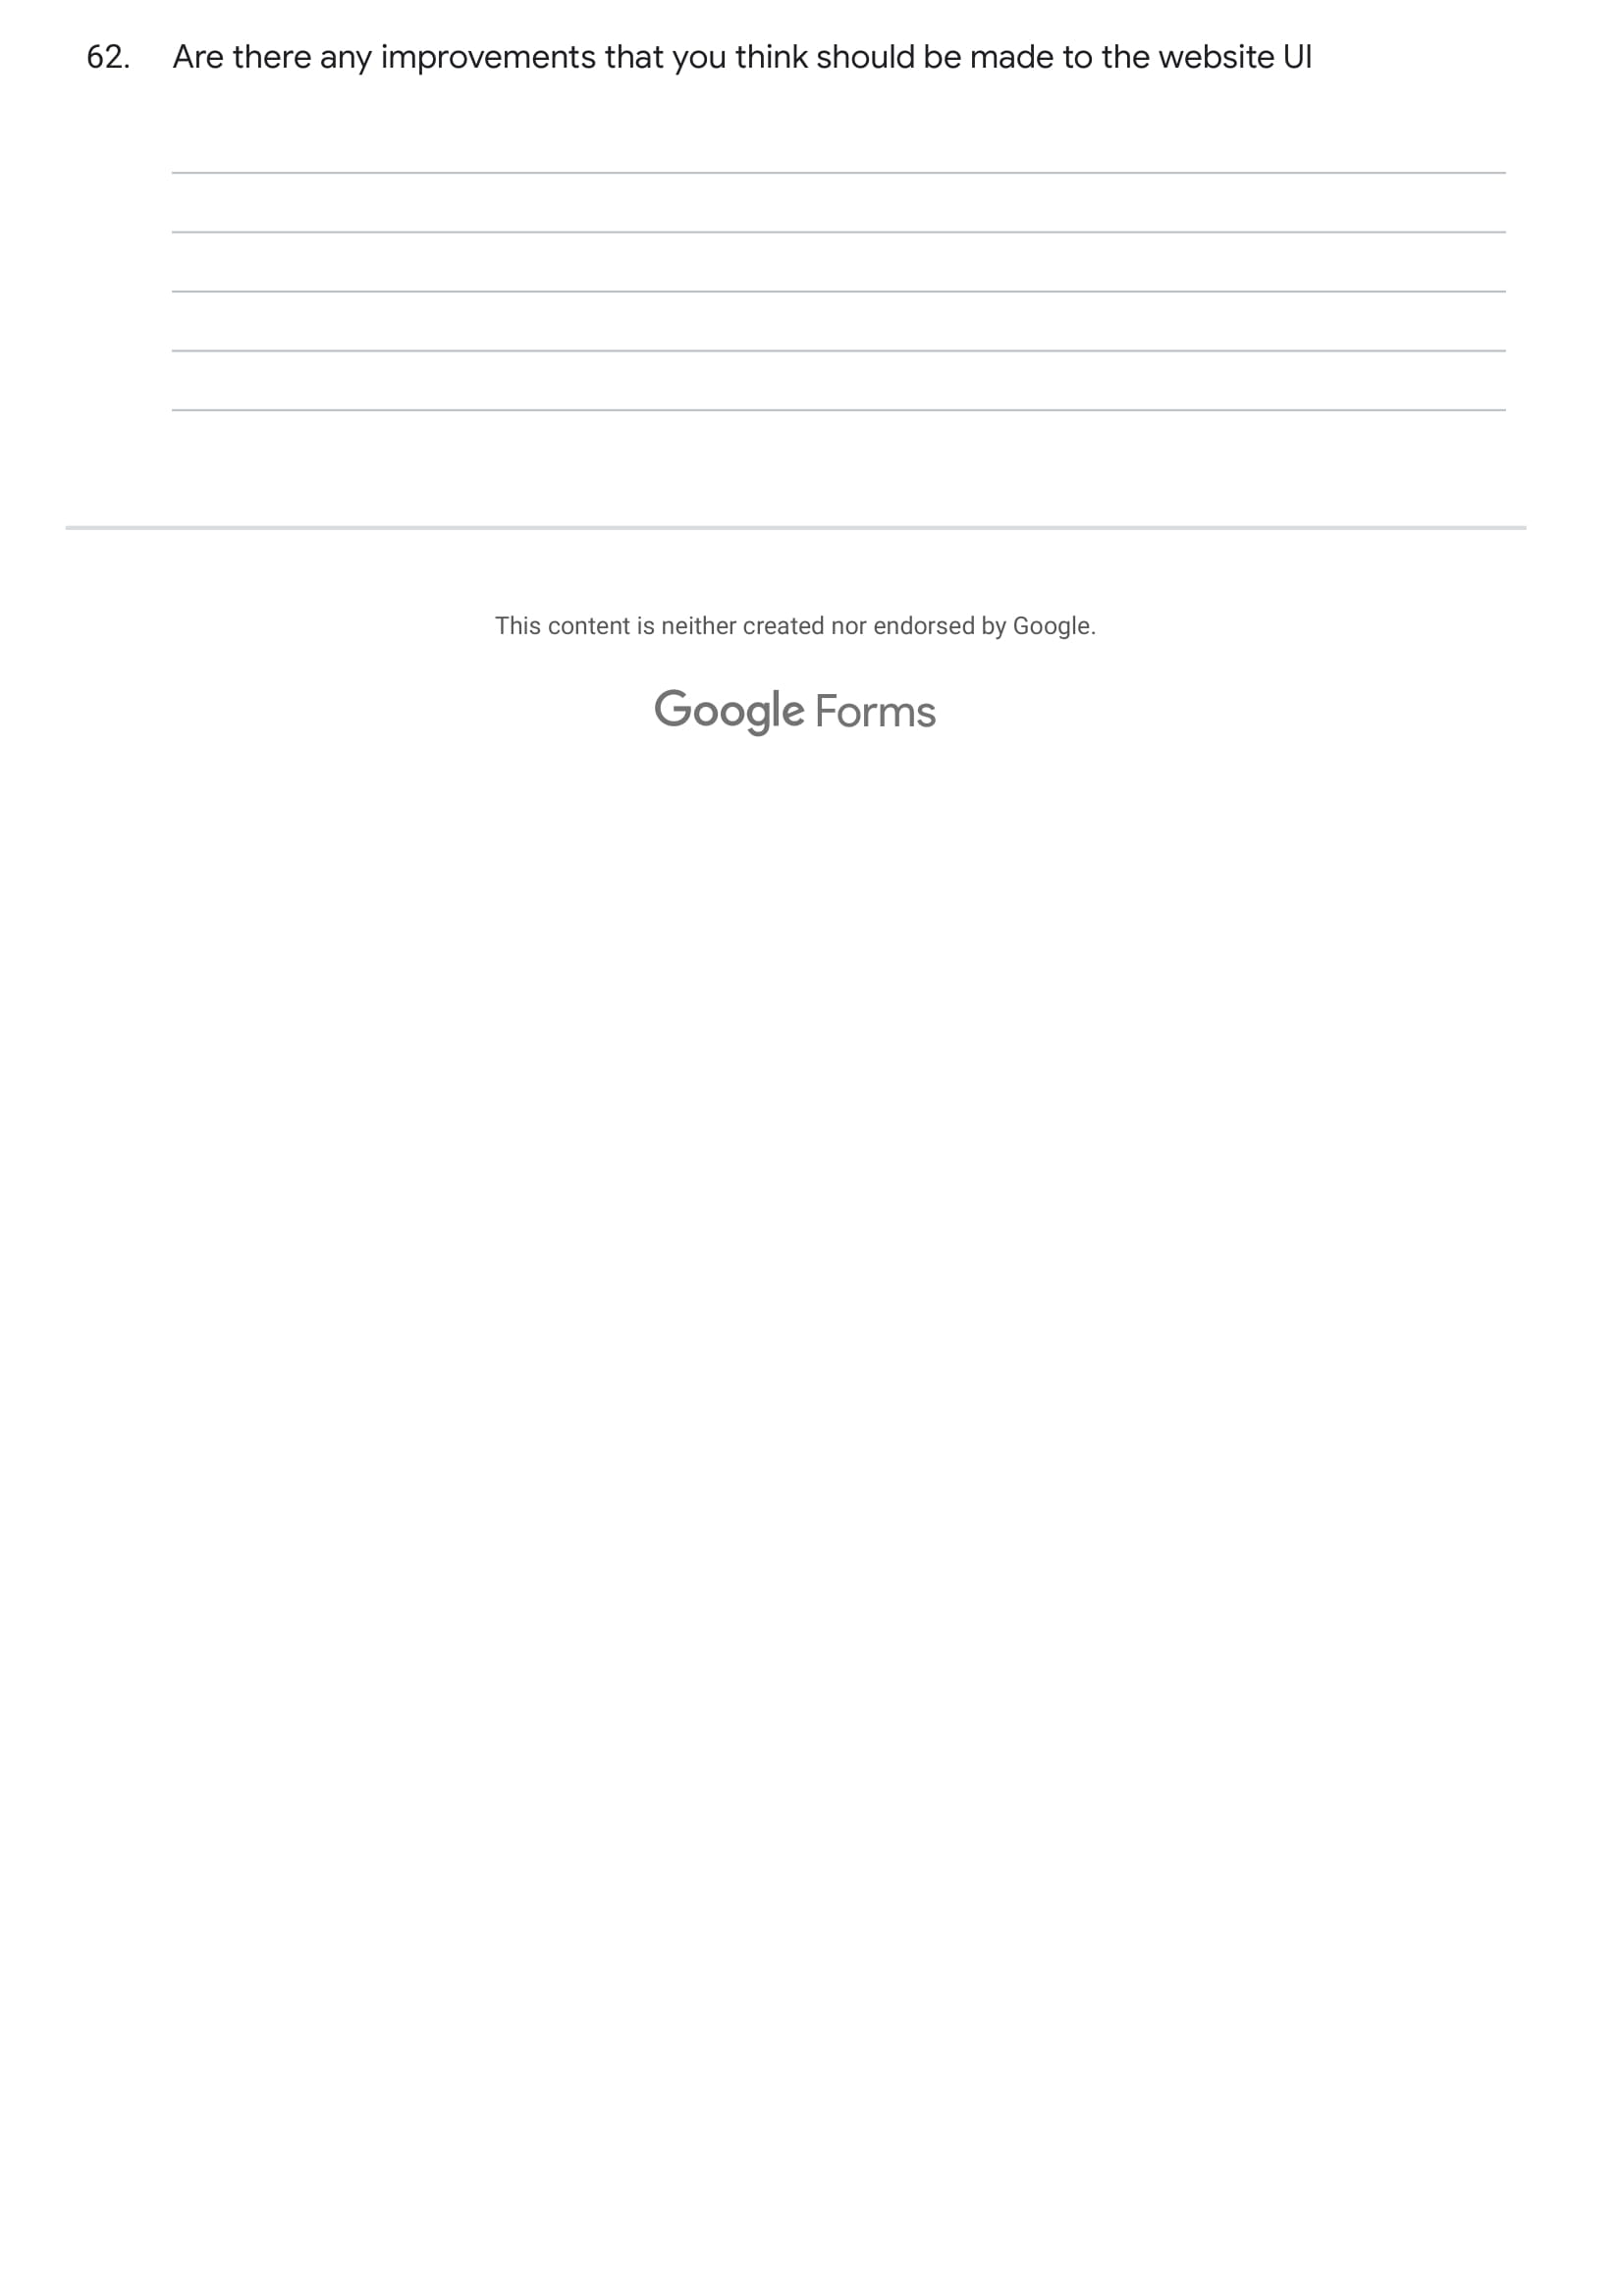 62. Are there any improvements that you think should be made to the website UI
This content is neither created nor endorsed by Google.
Google Forms